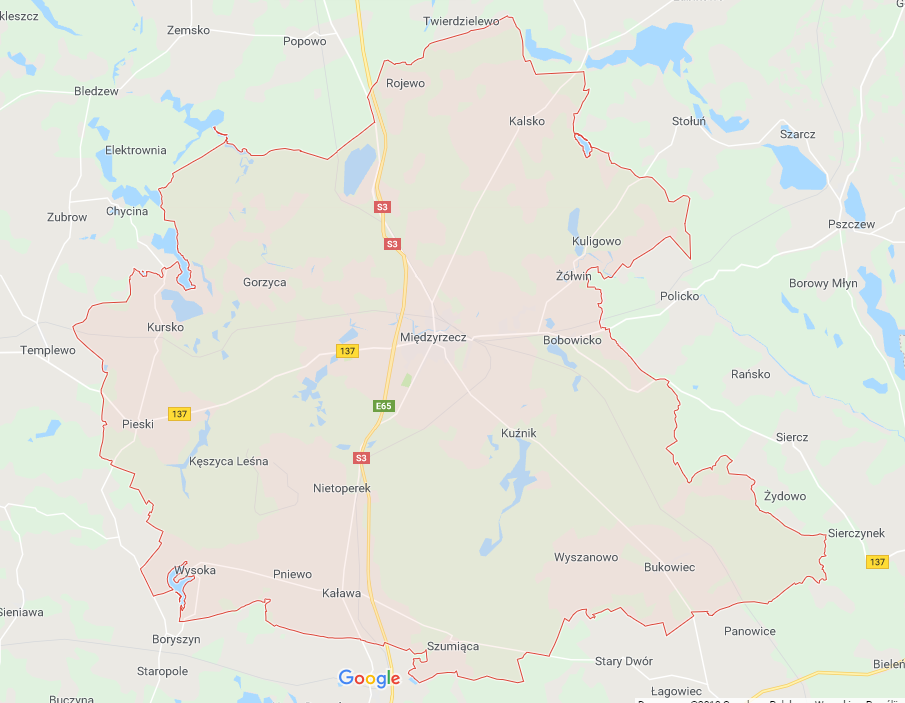 kleszcz
Twierdzielewo
Zemsko
Popowo
Rojewo
Bledzew
Kalsko
Stołuń
Szarcz
Elektrownia
Chycina
Zubrow
S3
Pszczew
S3
Kuligowo
Żółwin
Gorzyca
Borowy Młyn
Policko
Kursko
Międzyrzecz
Bobowicko
Templewo
137
Rańsko
E65
137
Pieski
Kuźnik
Siercz
S3
Kęszyca Leśna
Nietoperek
Żydowo
Sierczynek
Wyszanowo
137
Wysoka
Pniewo
Bukowiec
Kaława
Sieniawa
Boryszyn
Panowice
Szumiąca
Stary Dwór
Staropole
Google
Łagowiec
Buczyna